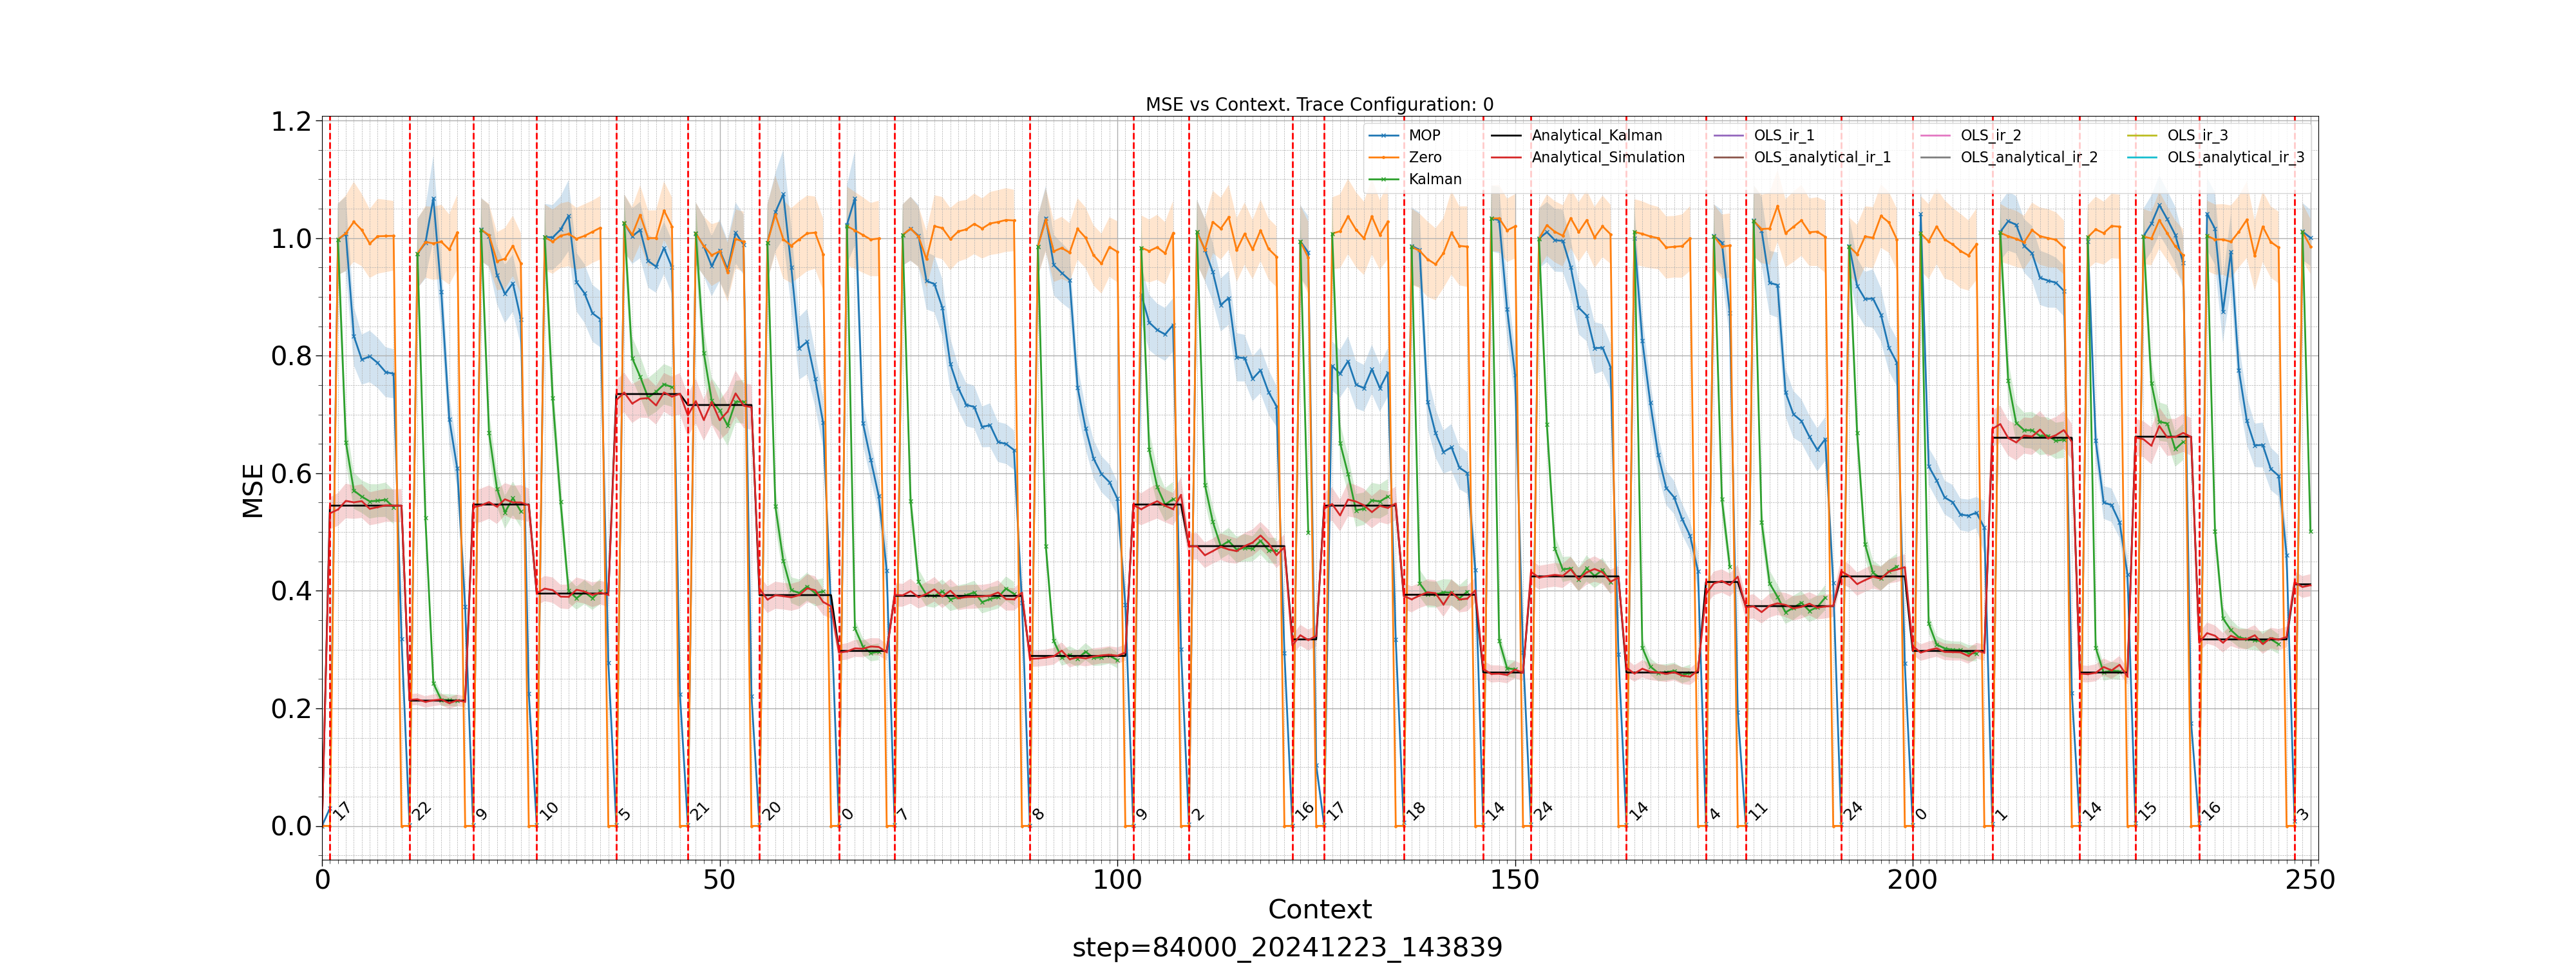 MSE vs Context. Trace Configuration: 0
MOP
Zero
Kalman
Analytical_Kalman
Analytical_Simulation
OLS_ir_1
OLS_analytical_ir_1
OLS_ir_2
OLS_analytical_ir_2
OLS_ir_3
OLS_analytical_ir_3
MSE
1.2
1.0
0.8
0.6
0.4
0.2
0.0
17 22 9 10 5 21 20 0 7 8 9 2 16 17 18 14 24 14 4 11 24 0 1 14 15 16 3
0 50 100 150 200 250
Context
step=84000_20241223_143839